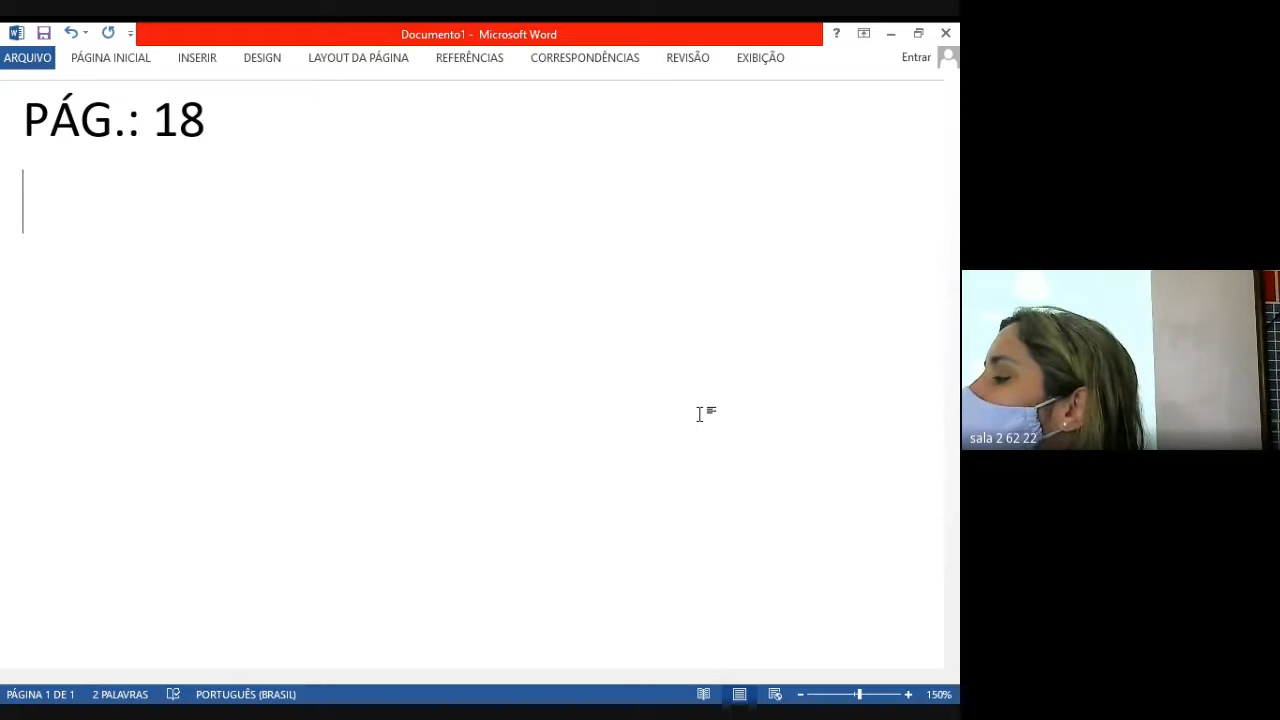 Documento1 - Microsoft Word
?
ARQUIVO PÁGINA INICIAL INSERIR DESIGN LAYOUT DA PÁGINA REFERÊNCIAS CORRESPONDÊNCIAS REVISÃO EXIBIÇÃO Entrar
PÁG.: 18
sala 2 62 22
PÁGINA 1 DE 1 2 PALAVRAS PORTUGUÊS (BRASIL) 150%